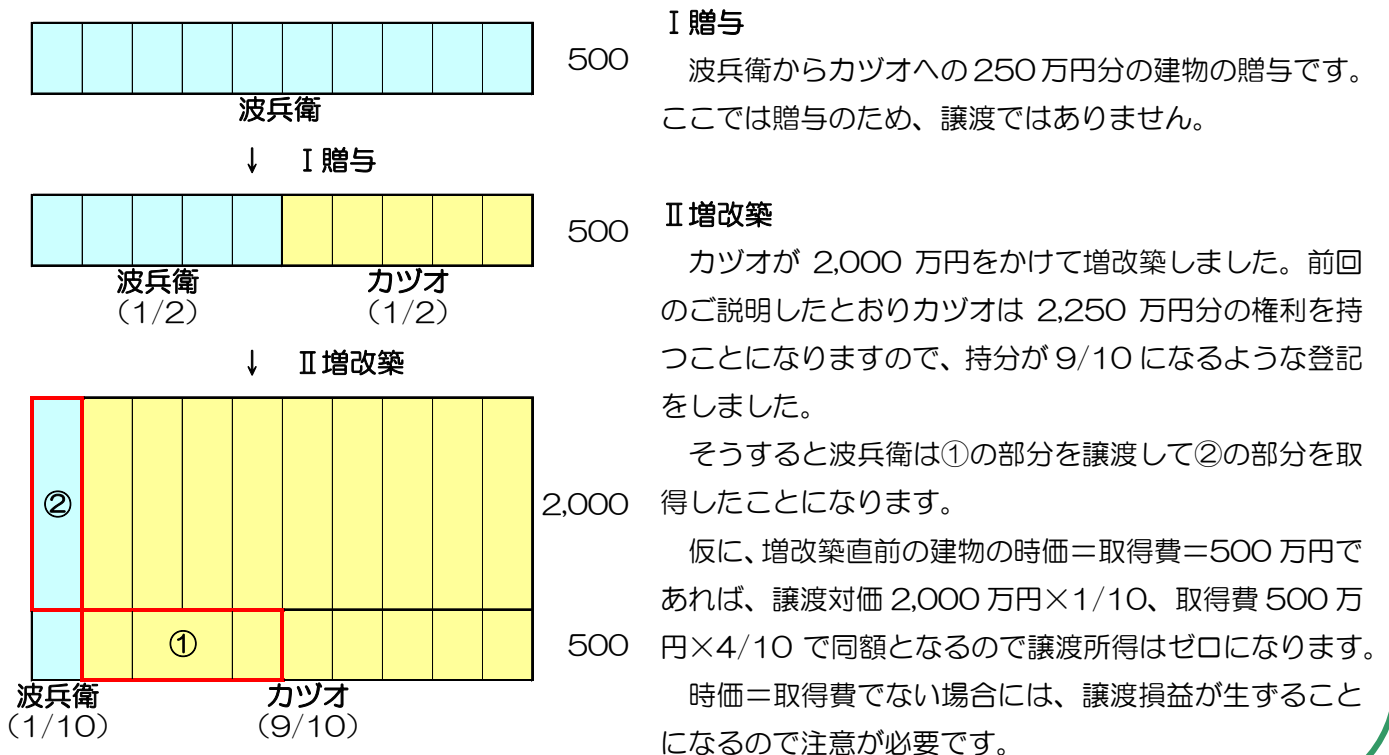 500
波兵衛
↓　Ⅰ贈与
500
波兵衛
（1/2）
カヅオ
（1/2）
↓　Ⅱ増改築
②
2,000
①
500
波兵衛
（1/10）
カヅオ
（9/10）
Ⅰ贈与
波兵衛からカヅオへの250万円分の建物の贈与です。
ここでは贈与のため、譲渡ではありません。
Ⅱ増改築
カヅオが 2,000 万円をかけて増改築しました。前回
のご説明したとおりカヅオは 2,250 万円分の権利を持
つことになりますので、持分が 9/10 になるような登記
をしました。
そうすると波兵衛は①の部分を譲渡して②の部分を取
得したことになります。
仮に、増改築直前の建物の時価＝取得費＝500万円で
あれば、譲渡対価 2,000 万円×1/10、取得費 500 万
円×4/10 で同額となるので譲渡所得はゼロになります。
時価＝取得費でない場合には、譲渡損益が生ずること
になるので注意が必要です。